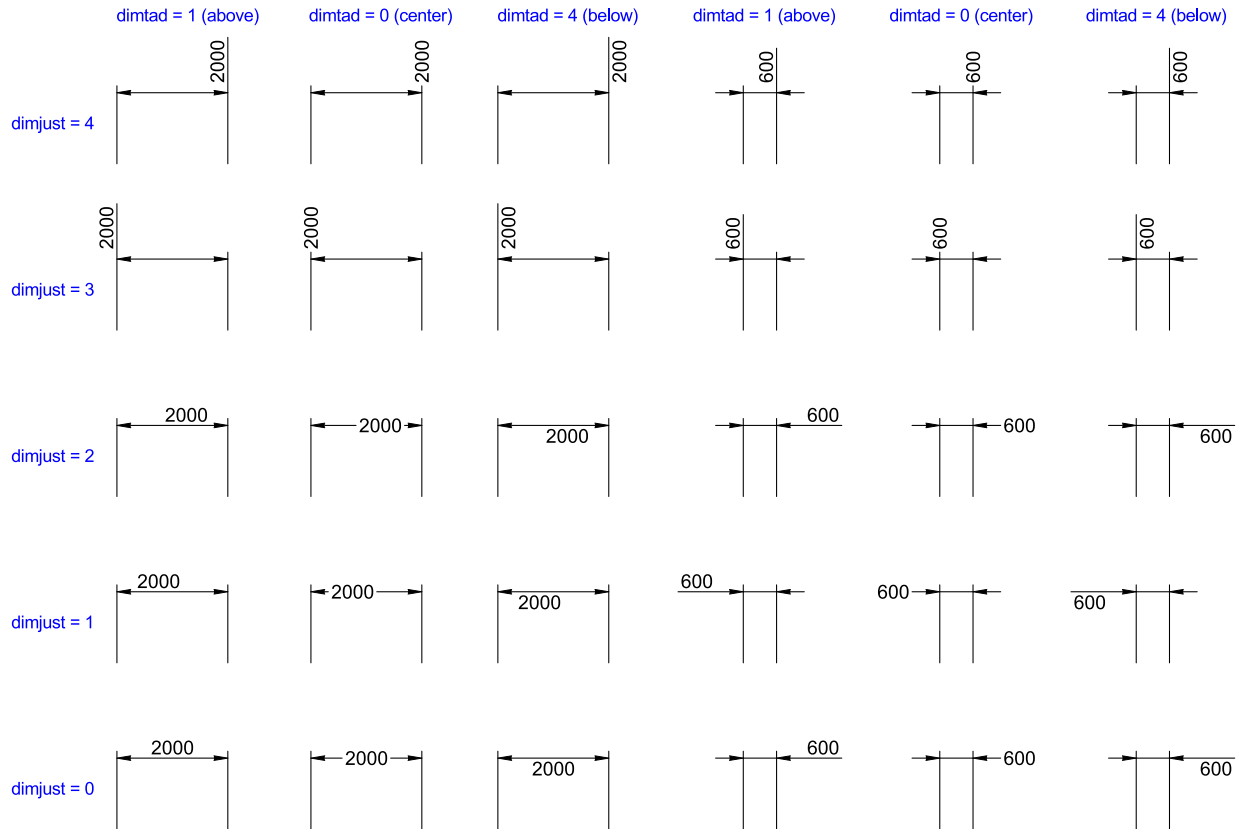 dimtad = 1 (above) dimtad = 0 (center) dimtad = 4 (below) dimtad = 1 (above) dimtad = 0 (center) dimtad = 4 (below)
2000 2000 2000 600 600 600
dimjust = 4
2000 2000 2000 600 600 600
dimjust = 3
2000 2000 2000 600 600 600
dimjust = 2
2000 2000 2000 600 600 600
dimjust = 1
2000 2000 2000 600 600 600
dimjust = 0